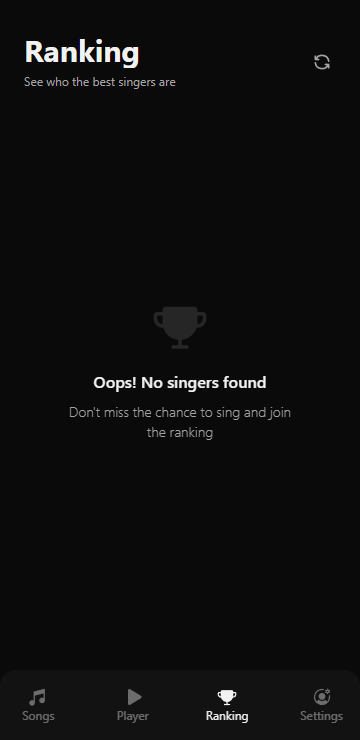 Ranking
See who the best singers are
Oops! No singers found
Don't miss the chance to sing and join
the ranking
Songs
Player
Ranking
Settings